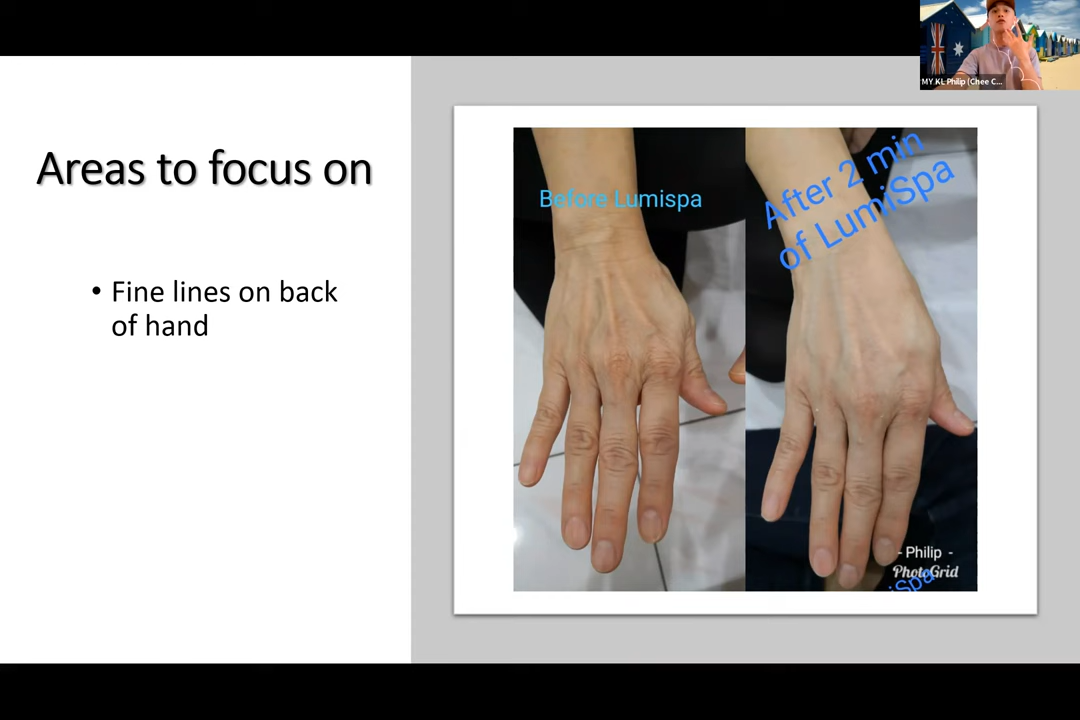 MY KL Philip (Chee C...
Areas to focus on
• Fine lines on back
of hand
Before Lumispa
After 2 min
of LumiSpa
- Philip -
PhotoGrid
iSpa